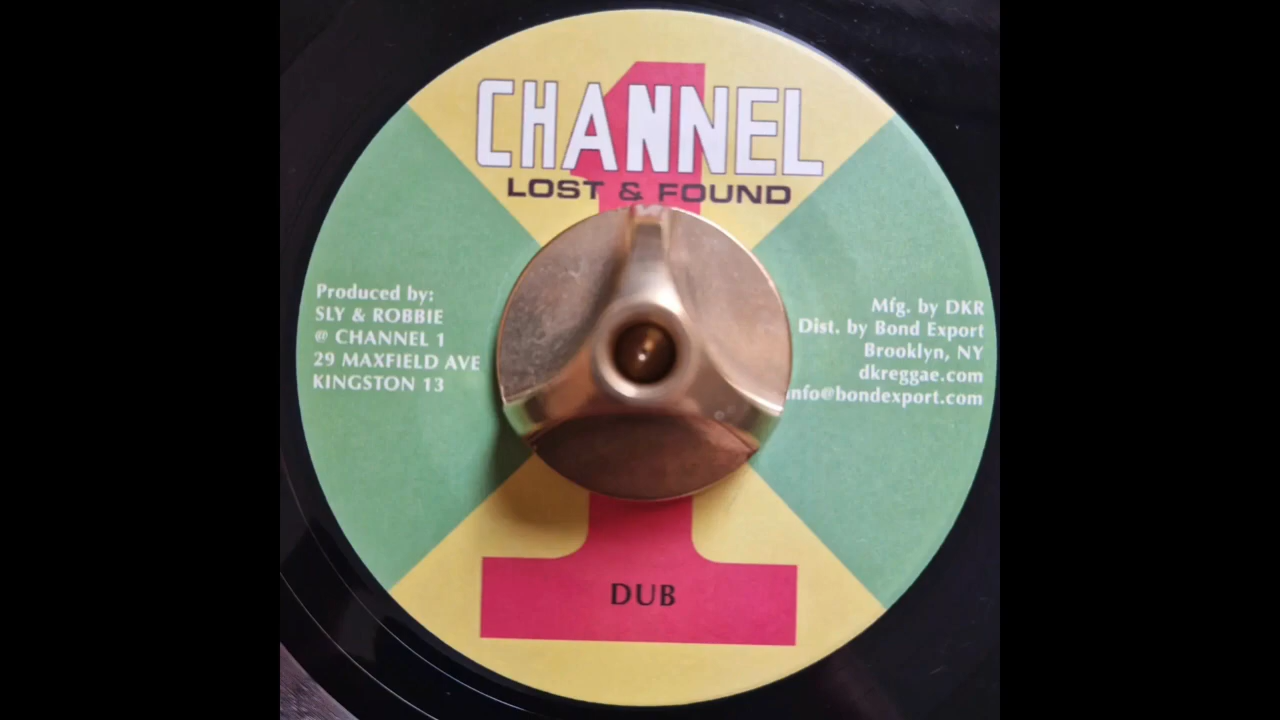 CHANNEL
1
LOST & FOUND
Produced by:
SLY & ROBBIE
@ CHANNEL 1
29 MAXFIELD AVE
KINGSTON 13
Mfg. by DKR
Dist. by Bond Export
Brooklyn, NY
dkreggae.com
info@bondexport.com
DUB